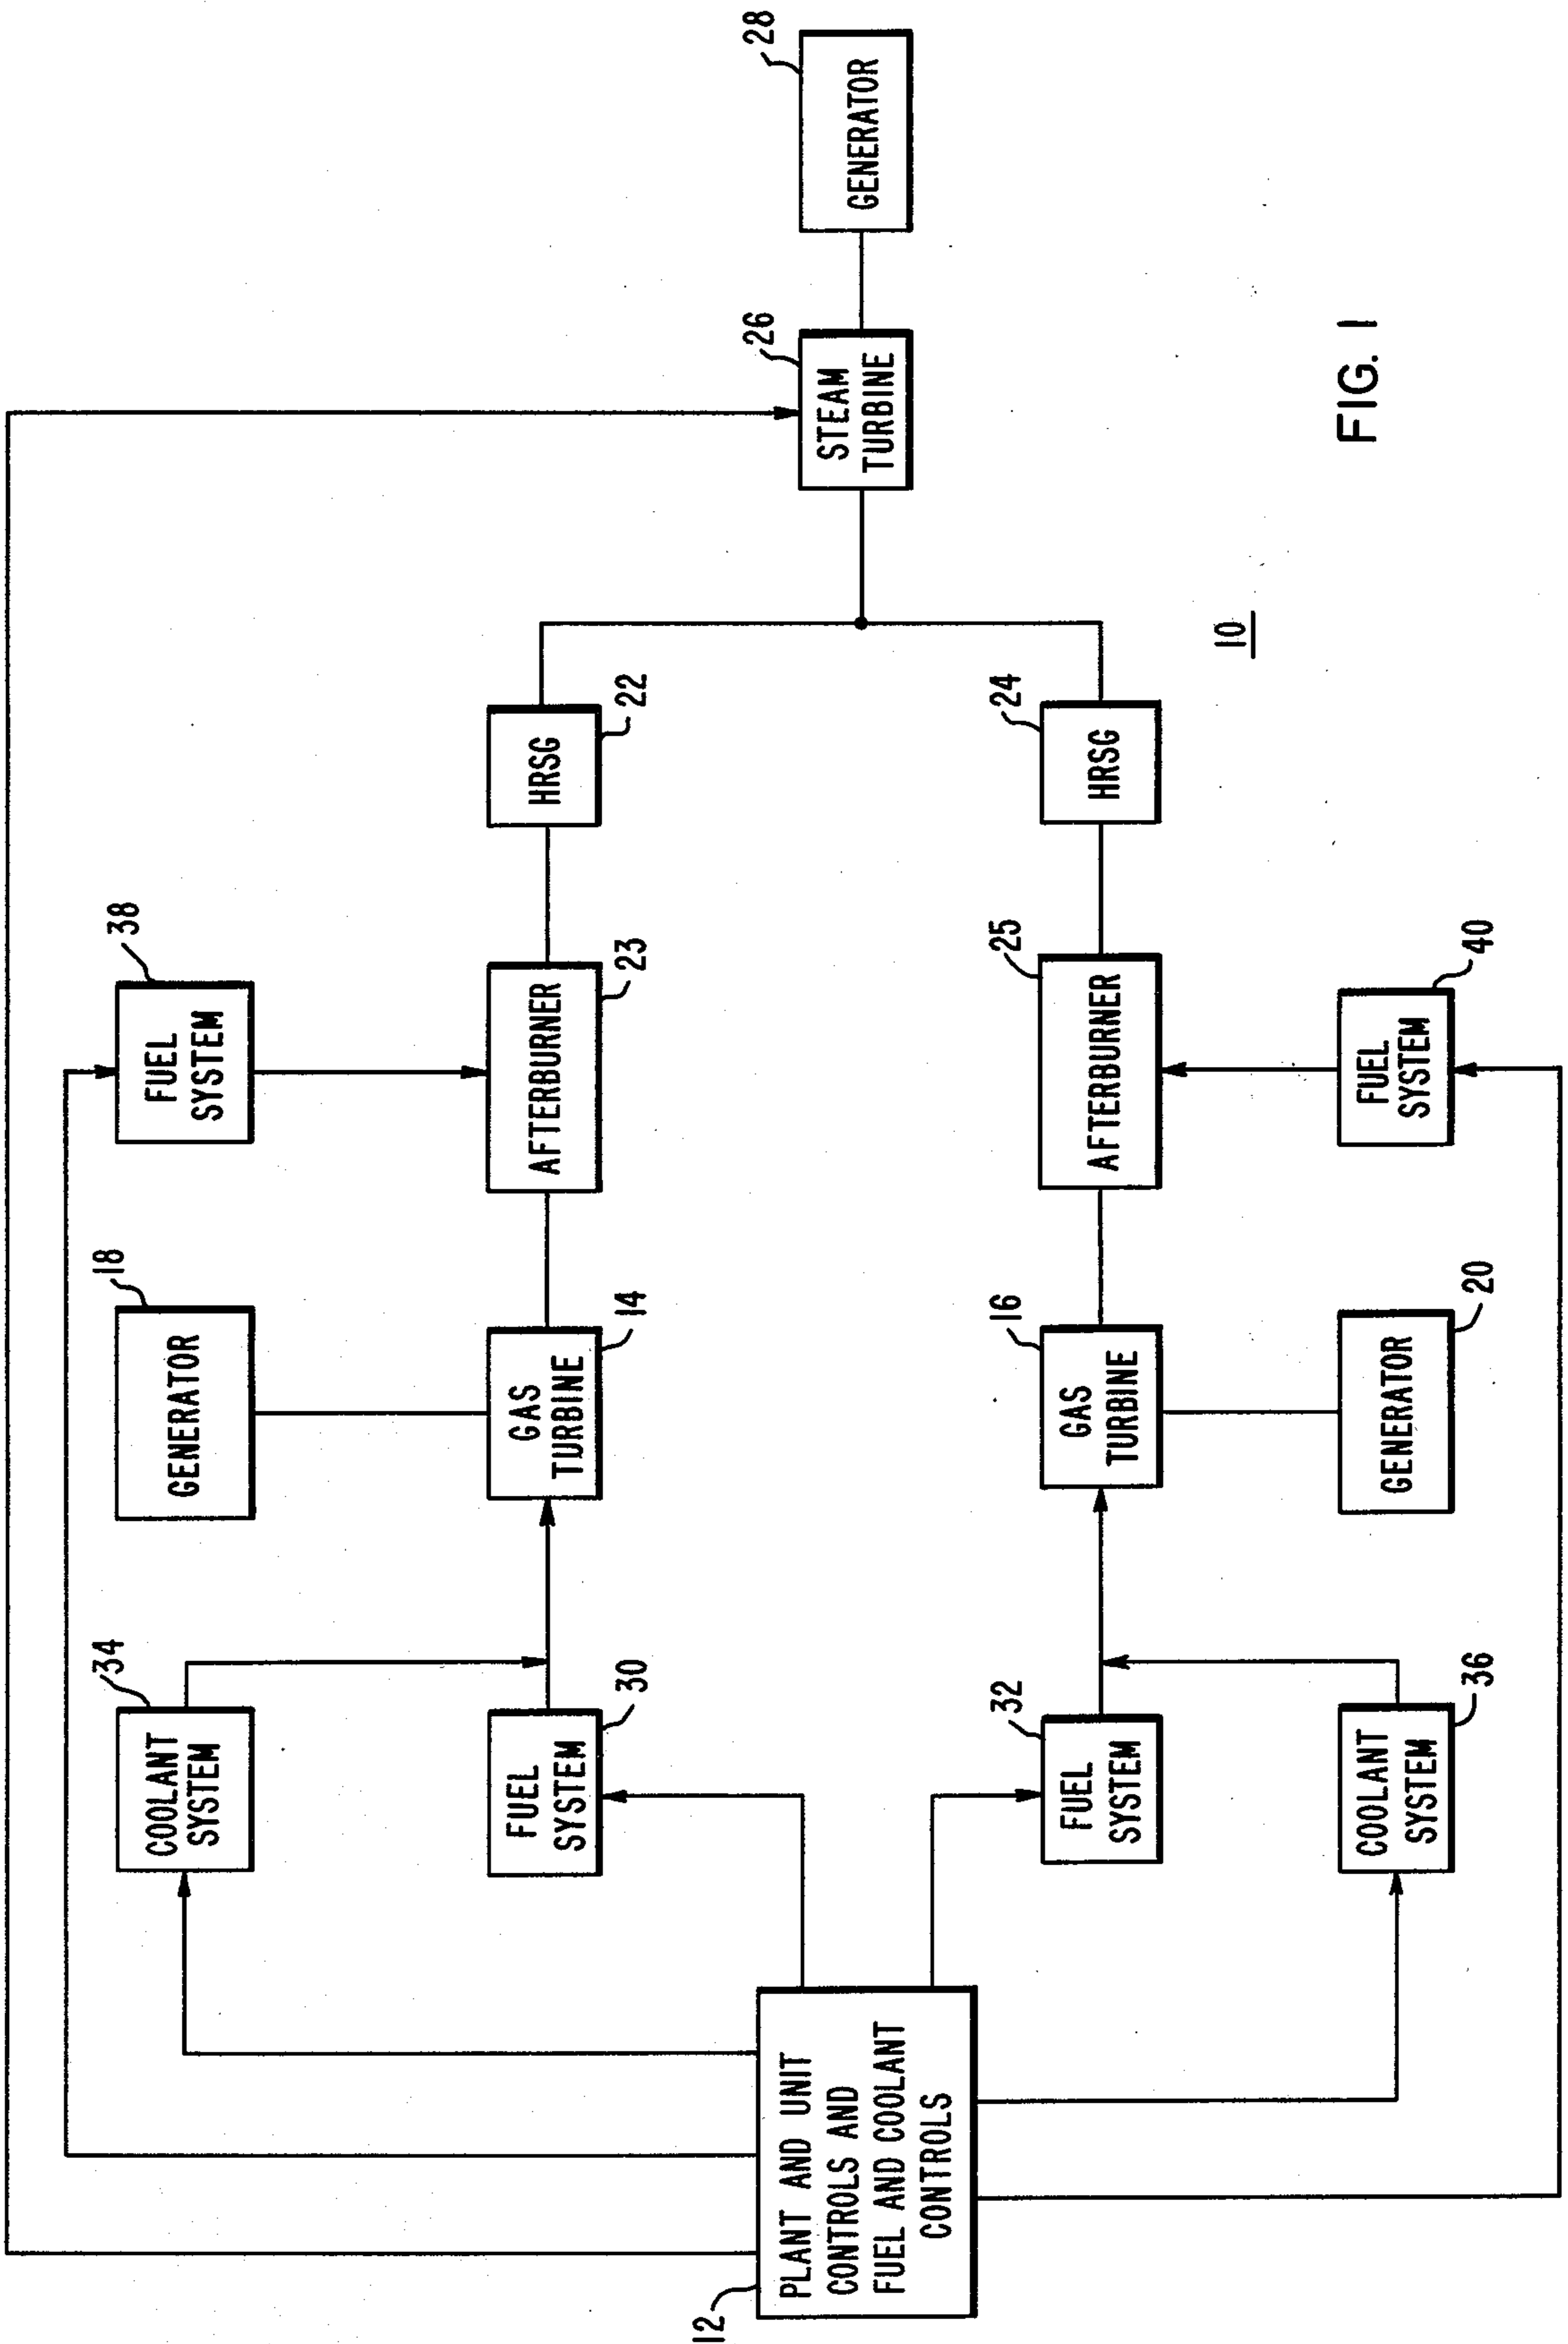 28
GENERATOR
26
STEAM
TURBINE
FIG. 1
10
22
HRSG
24
HRSG
38
FUEL
SYSTEM
23
AFTERBURNER
25
AFTERBURNER
40
FUEL
SYSTEM
18
GENERATOR
14
GAS
TURBINE
16
GAS
TURBINE
20
GENERATOR
34
COOLANT
SYSTEM
30
FUEL
SYSTEM
32
FUEL
SYSTEM
36
COOLANT
SYSTEM
12
PLANT AND UNIT
CONTROLS AND
FUEL AND COOLANT
CONTROLS